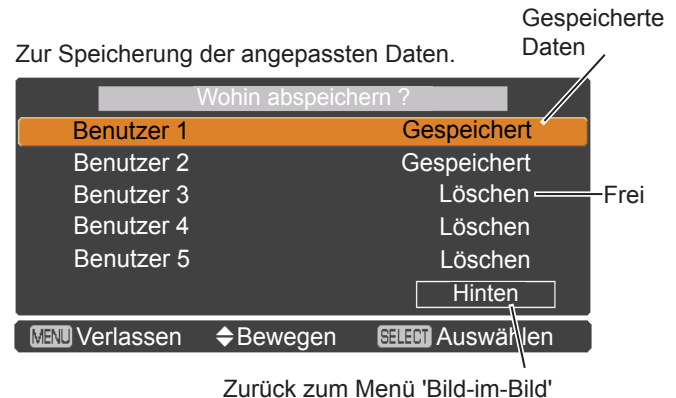 Gespeicherte
Daten
Zur Speicherung der angepassten Daten.
Wohin abspeichern ?
Benutzer 1 Gespeichert
Benutzer 2 Gespeichert
Benutzer 3 Löschen Frei
Benutzer 4 Löschen
Benutzer 5 Löschen
Hinten
MENU Verlassen Bewegen SELECT Auswählen
Zurück zum Menü 'Bild-im-Bild'